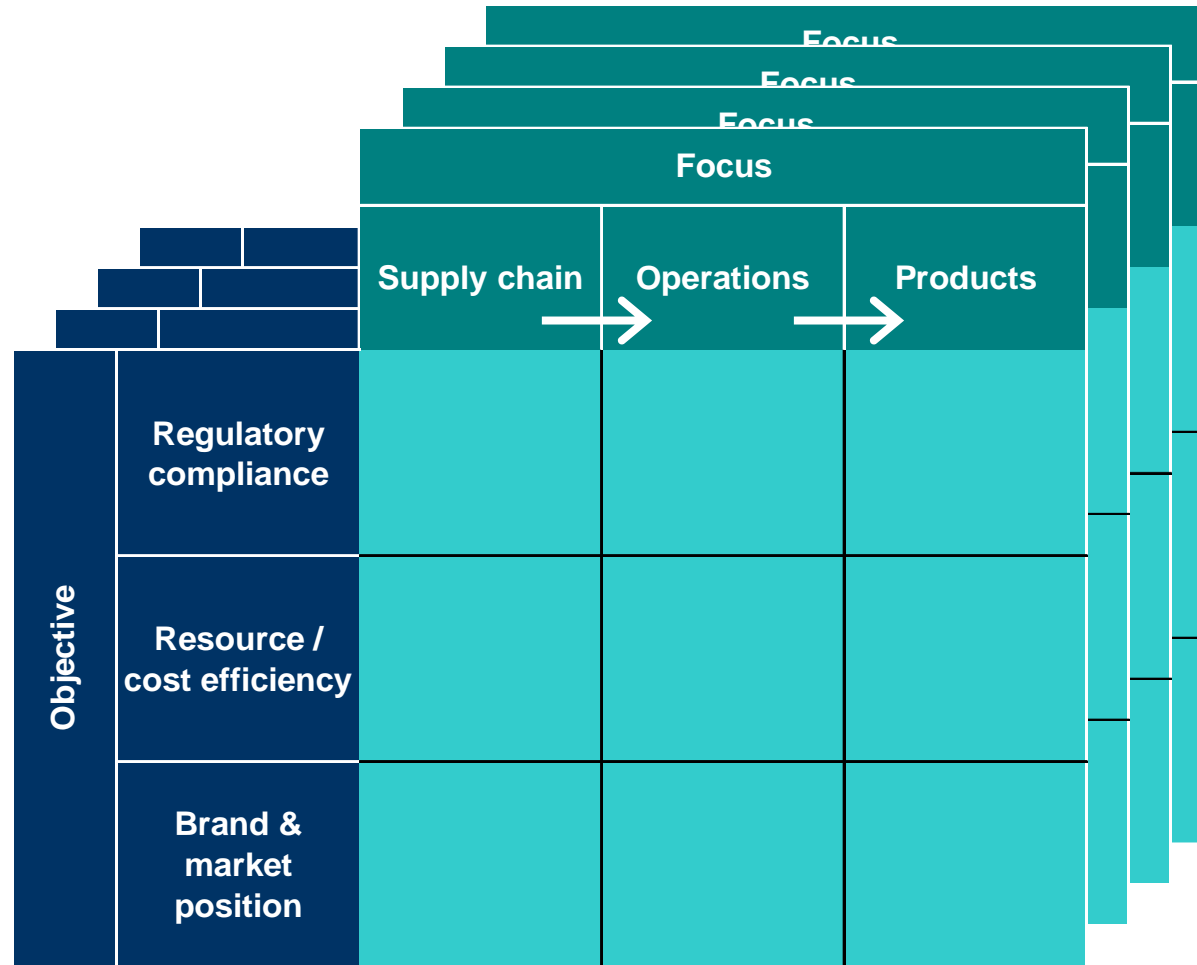 Focus
Focus
Focus
Focus
Supply chain
Operations
Products
Regulatory
compliance
Objective
Resource /
cost efficiency
Brand &
market
position